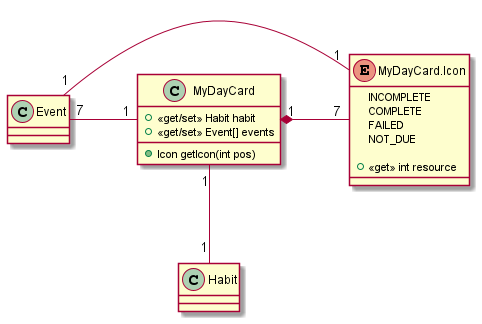 1
1
C Event
7
1
C MyDayCard
«get/set» Habit habit
«get/set» Event[] events
Icon getIcon(int pos)
1
7
E MyDayCard.Icon
INCOMPLETE
COMPLETE
FAILED
NOT_DUE
«get» int resource
1
1
C Habit